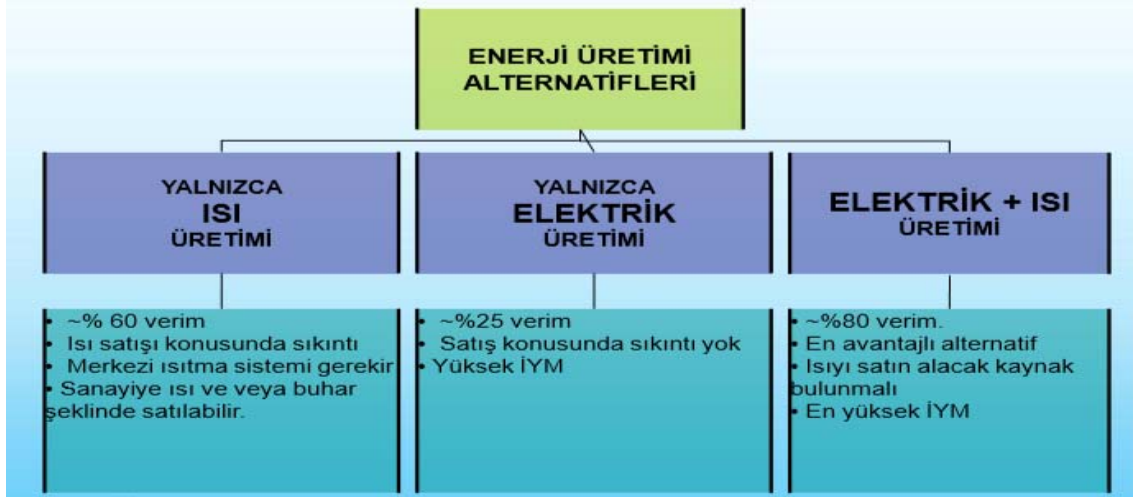 ENERJİ ÜRETİMİ
ALTERNATİFLERİ
YALNIZCA
ISI
ÜRETİMİ
YALNIZCA
ELEKTRİK
ÜRETİMİ
ELEKTRİK + ISI
ÜRETİMİ
• ~% 60 verim
• Isı satışı konusunda sıkıntı
• Merkezi ısıtma sistemi gerekir
• Sanayiye ısı ve veya buhar
şeklinde satılabilir.
• ~%25 verim
• Satış konusunda sıkıntı yok
• Yüksek İYM
• ~%80 verim.
• En avantajlı alternatif
• Isıyı satın alacak kaynak
bulunmalı
• En yüksek İYM